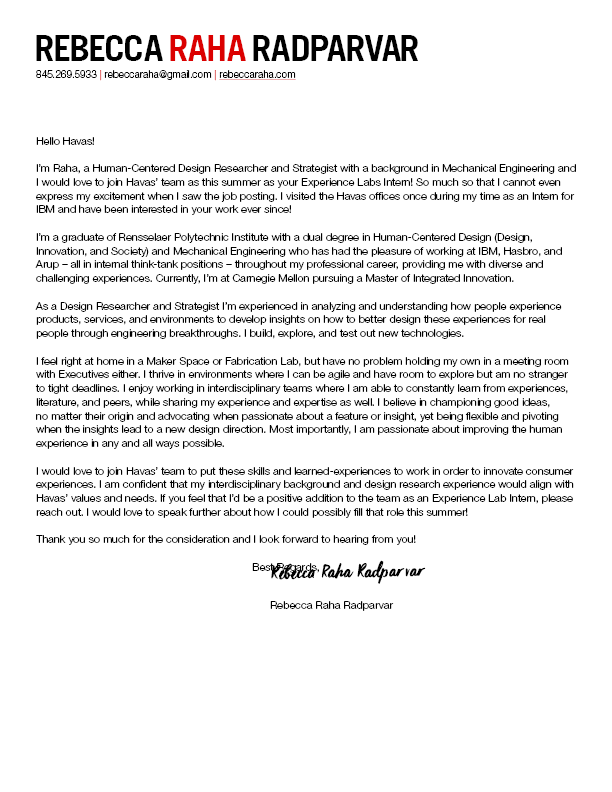 REBECCA RAHA RADPARVAR
845.269.5933 | rebeccaraha@gmail.com | rebeccaraha.com
Hello Havas!
I'm Raha, a Human-Centered Design Researcher and Strategist with a background in Mechanical Engineering and
I would love to join Havas' team as this summer as your Experience Labs Intern! So much so that I cannot even
express my excitement when I saw the job posting. I visited the Havas offices once during my time as an Intern for
IBM and have been interested in your work ever since!
I'm a graduate of Rensselaer Polytechnic Institute with a dual degree in Human-Centered Design (Design,
Innovation, and Society) and Mechanical Engineering who has had the pleasure of working at IBM, Hasbro, and
Arup – all in internal think-tank positions – throughout my professional career, providing me with diverse and
challenging experiences. Currently, I'm at Carnegie Mellon pursuing a Master of Integrated Innovation.
As a Design Researcher and Strategist I'm experienced in analyzing and understanding how people experience
products, services, and environments to develop insights on how to better design these experiences for real
people through engineering breakthroughs. I build, explore, and test out new technologies.
I feel right at home in a Maker Space or Fabrication Lab, but have no problem holding my own in a meeting room
with Executives either. I thrive in environments where I can be agile and have room to explore but am no stranger
to tight deadlines. I enjoy working in interdisciplinary teams where I am able to constantly learn from experiences,
literature, and peers, while sharing my experience and expertise as well. I believe in championing good ideas,
no matter their origin and advocating when passionate about a feature or insight, yet being flexible and pivoting
when the insights lead to a new design direction. Most importantly, I am passionate about improving the human
experience in any and all ways possible.
I would love to join Havas' team to put these skills and learned-experiences to work in order to innovate consumer
experiences. I am confident that my interdisciplinary background and design research experience would align with
Havas' values and needs. If you feel that I'd be a positive addition to the team as an Experience Lab Intern, please
reach out. I would love to speak further about how I could possibly fill that role this summer!
Thank you so much for the consideration and I look forward to hearing from you!
Best Regards,
Rebecca Raha Radparvar
Rebecca Raha Radparvar